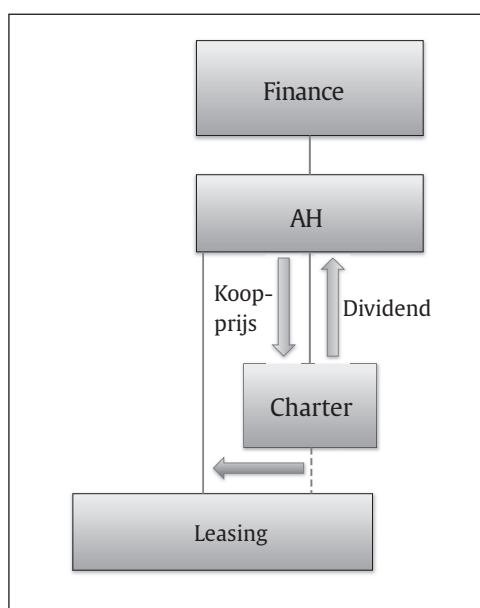 Finance
AH
Koop-
prijs
Dividend
Charter
Leasing